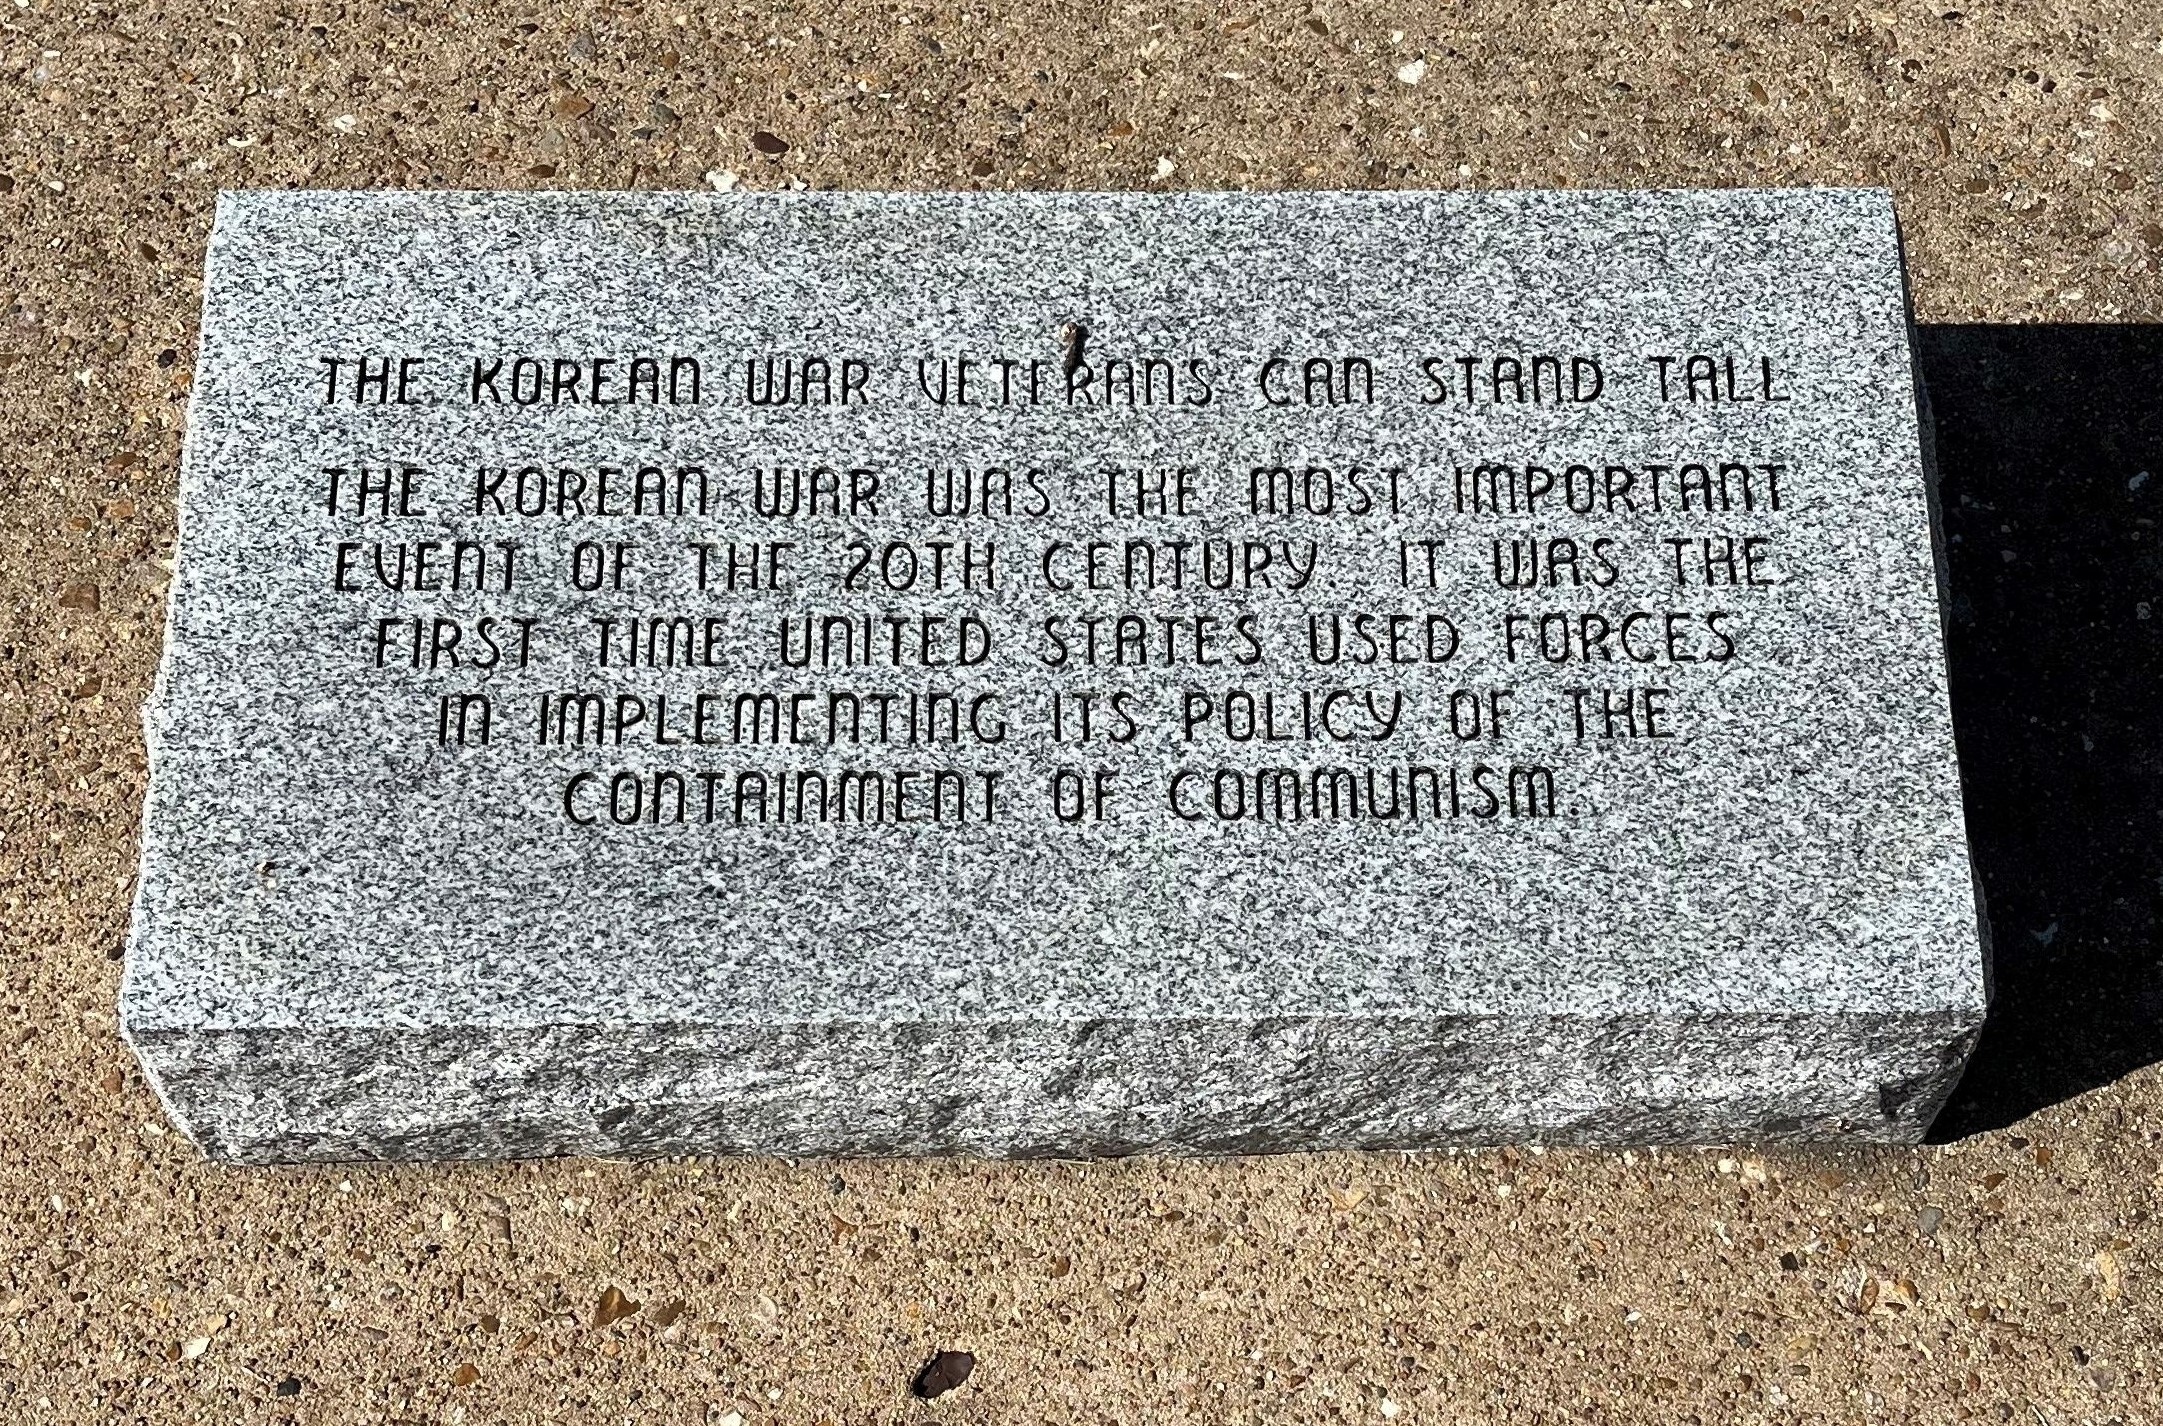 THE KOREAN WAR VETERANS CAN STAND TALL
THE KOREAN WAR WAS THE MOST IMPORTANT
EVENT OF THE 20TH CENTURY. IT WAS THE
FIRST TIME UNITED STATES USED FORCES
IN IMPLEMENTING ITS POLICY OF THE
CONTAINMENT OF COMMUNISM.